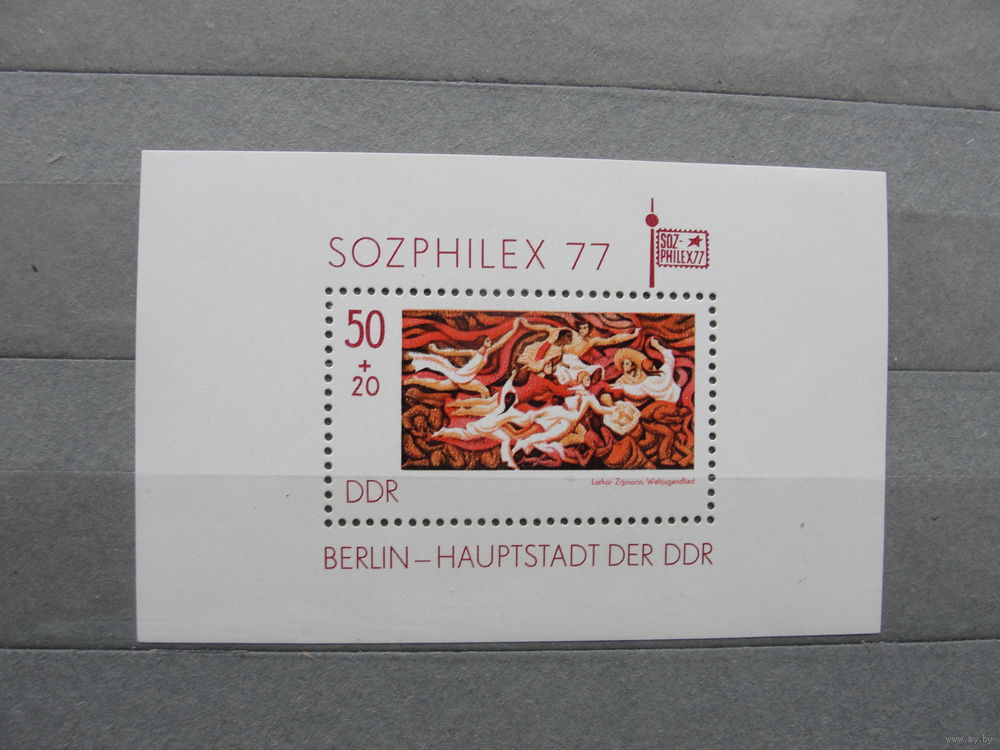 SOZPHILEX 77
SOZ-
PHILEX77
50
+
20
Lothar Zitzmann, Weltjugendlied
DDR
BERLIN – HAUPTSTADT DER DDR
www.ay.by